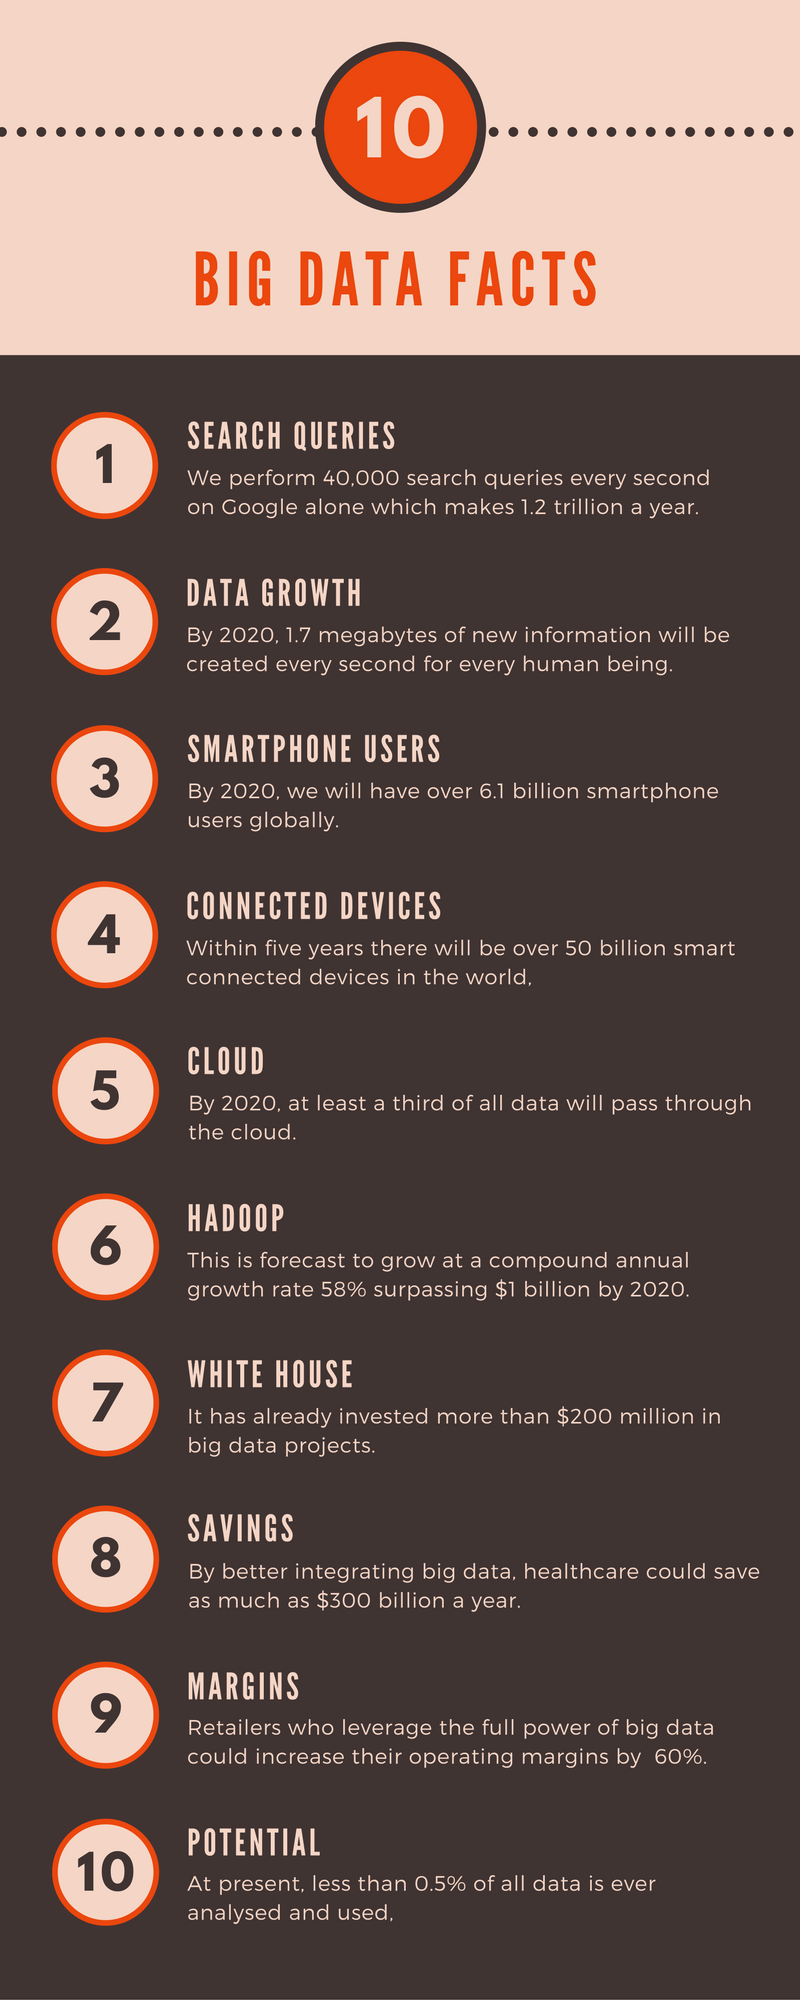 10
BIG DATA FACTS
1
SEARCH QUERIES
We perform 40,000 search queries every second
on Google alone which makes 1.2 trillion a year.
2
DATA GROWTH
By 2020, 1.7 megabytes of new information will be
created every second for every human being.
3
SMARTPHONE USERS
By 2020, we will have over 6.1 billion smartphone
users globally.
4
CONNECTED DEVICES
Within five years there will be over 50 billion smart
connected devices in the world,
5
CLOUD
By 2020, at least a third of all data will pass through
the cloud.
6
HADOOP
This is forecast to grow at a compound annual
growth rate 58% surpassing $1 billion by 2020.
7
WHITE HOUSE
It has already invested more than $200 million in
big data projects.
8
SAVINGS
By better integrating big data, healthcare could save
as much as $300 billion a year.
9
MARGINS
Retailers who leverage the full power of big data
could increase their operating margins by  60%.
10
POTENTIAL
At present, less than 0.5% of all data is ever
analysed and used,